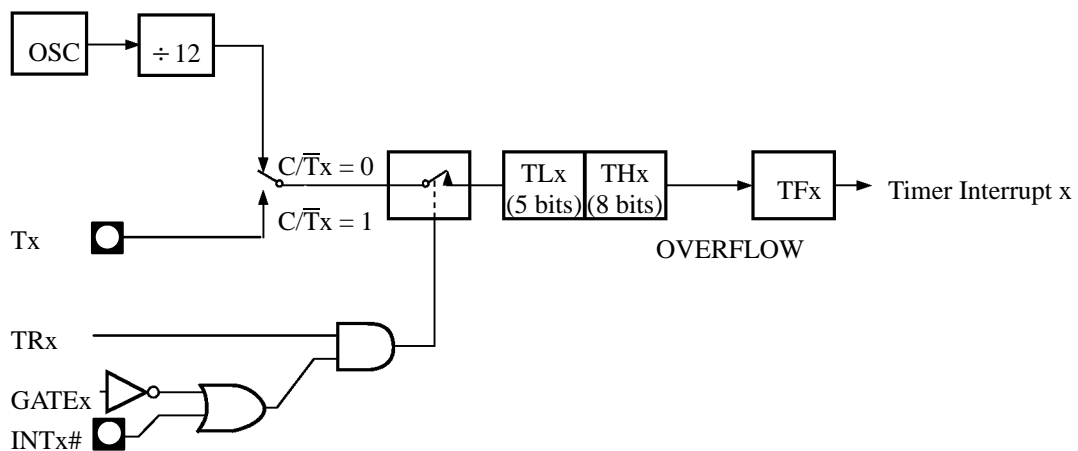 OSC
÷ 12
C/T̅x = 0
C/T̅x = 1
TLx
(5 bits)
THx
(8 bits)
TFx
Timer Interrupt x
OVERFLOW
Tx
TRx
GATEx
INTx#